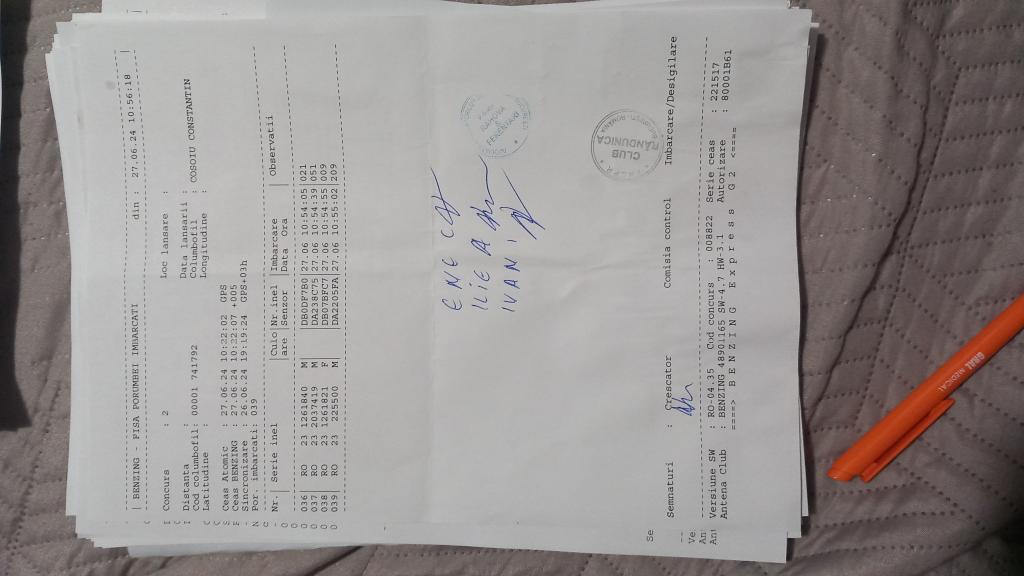 | BENZING - FISA PORUMBEI IMBARCATI din : 27.06.24 10:56:18 |
Concurs : 2 Loc lansare :
Distanta : Data lansarii :
Cod columbofil: 00001 741792 Columbofil : COSOIU CONSTANTIN
Latitudine : Longitudine :
Ceas Atomic : 27.06.24 10:22:02 GPS
Ceas BENZING : 27.06.24 10:22:07 +005
Sincronizare : 26.06.24 19:19:24 GPS+03h
Por. imbarcati: 039
Nr.| Serie inel |Culo|Nr.inel |Imbarcare | Observatii
| |are |Senzor |Data Ora |
036 | RO 23 1261840 M| |DB0DF7B0|27.06 10:54:05|021
037 | RO 23 2037419 M| |DA238C75|27.06 10:54:39|051
038 | RO 23 1261821 F| |DB07BFC7|27.06 10:54:55|009
039 | RO 23 225500 M| |DA2205FA|27.06 10:55:02|209
ENE
ILIE A
IVAN
CLUB
RANDUNICA
Semnaturi : Crescator Comisia control Imbarcare/Desigilare
Versiune SW : RO-04.35 Cod concurs : 008822 Serie ceas : 221517
Antena Club : BENZING 48901165 SW-4.7 HW-3.1 Autorizare : 80001B61
====> B E N Z I N G E x p r e s s G 2 <====
GRAL MEDICAL